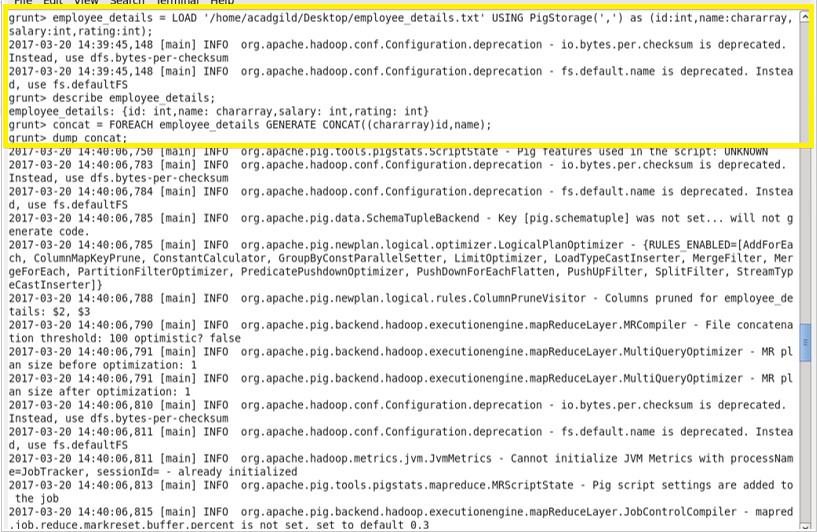 File Edit View Search Terminal Help
grunt> employee_details = LOAD '/home/acadgild/Desktop/employee_details.txt' USING PigStorage(',') as (id:int,name:chararray,
salary:int,rating:int);
2017-03-20 14:39:45,148 [main] INFO  org.apache.hadoop.conf.Configuration.deprecation - io.bytes.per.checksum is deprecated.
Instead, use dfs.bytes-per-checksum
2017-03-20 14:39:45,148 [main] INFO  org.apache.hadoop.conf.Configuration.deprecation - fs.default.name is deprecated. Instea
d, use fs.defaultFS
grunt> describe employee_details;
employee_details: {id: int,name: chararray,salary: int,rating: int}
grunt> concat = FOREACH employee_details GENERATE CONCAT((chararray)id,name);
grunt> dump concat;
2017-03-20 14:40:06,750 [main] INFO  org.apache.pig.tools.pigstats.ScriptState - Pig features used in the script: UNKNOWN
2017-03-20 14:40:06,783 [main] INFO  org.apache.hadoop.conf.Configuration.deprecation - io.bytes.per.checksum is deprecated.
Instead, use dfs.bytes-per-checksum
2017-03-20 14:40:06,784 [main] INFO  org.apache.hadoop.conf.Configuration.deprecation - fs.default.name is deprecated. Instea
d, use fs.defaultFS
2017-03-20 14:40:06,785 [main] INFO  org.apache.pig.data.SchemaTupleBackend - Key [pig.schematuple] was not set... will not g
enerate code.
2017-03-20 14:40:06,785 [main] INFO  org.apache.pig.newplan.logical.optimizer.LogicalPlanOptimizer - {RULES_ENABLED=[AddForEa
ch, ColumnMapKeyPrune, ConstantCalculator, GroupByConstParallelSetter, LimitOptimizer, LoadTypeCastInserter, MergeFilter, Mer
geForEach, PartitionFilterOptimizer, PredicatePushdownOptimizer, PushDownForEachFlatten, PushUpFilter, SplitFilter, StreamTyp
eCastInserter]}
2017-03-20 14:40:06,788 [main] INFO  org.apache.pig.newplan.logical.rules.ColumnPruneVisitor - Columns pruned for employee_de
tails: $2, $3
2017-03-20 14:40:06,790 [main] INFO  org.apache.pig.backend.hadoop.executionengine.mapReduceLayer.MRCompiler - File concatena
tion threshold: 100 optimistic? false
2017-03-20 14:40:06,791 [main] INFO  org.apache.pig.backend.hadoop.executionengine.mapReduceLayer.MultiQueryOptimizer - MR pl
an size before optimization: 1
2017-03-20 14:40:06,791 [main] INFO  org.apache.pig.backend.hadoop.executionengine.mapReduceLayer.MultiQueryOptimizer - MR pl
an size after optimization: 1
2017-03-20 14:40:06,810 [main] INFO  org.apache.hadoop.conf.Configuration.deprecation - io.bytes.per.checksum is deprecated.
Instead, use dfs.bytes-per-checksum
2017-03-20 14:40:06,811 [main] INFO  org.apache.hadoop.conf.Configuration.deprecation - fs.default.name is deprecated. Instea
d, use fs.defaultFS
2017-03-20 14:40:06,811 [main] INFO  org.apache.hadoop.metrics.jvm.JvmMetrics - Cannot initialize JVM Metrics with processNam
e=JobTracker, sessionId= - already initialized
2017-03-20 14:40:06,813 [main] INFO  org.apache.pig.tools.pigstats.mapreduce.MRScriptState - Pig script settings are added to
 the job
2017-03-20 14:40:06,815 [main] INFO  org.apache.pig.backend.hadoop.executionengine.mapReduceLayer.JobControlCompiler - mapred
.job.reduce.markreset.buffer.percent is not set, set to default 0.3